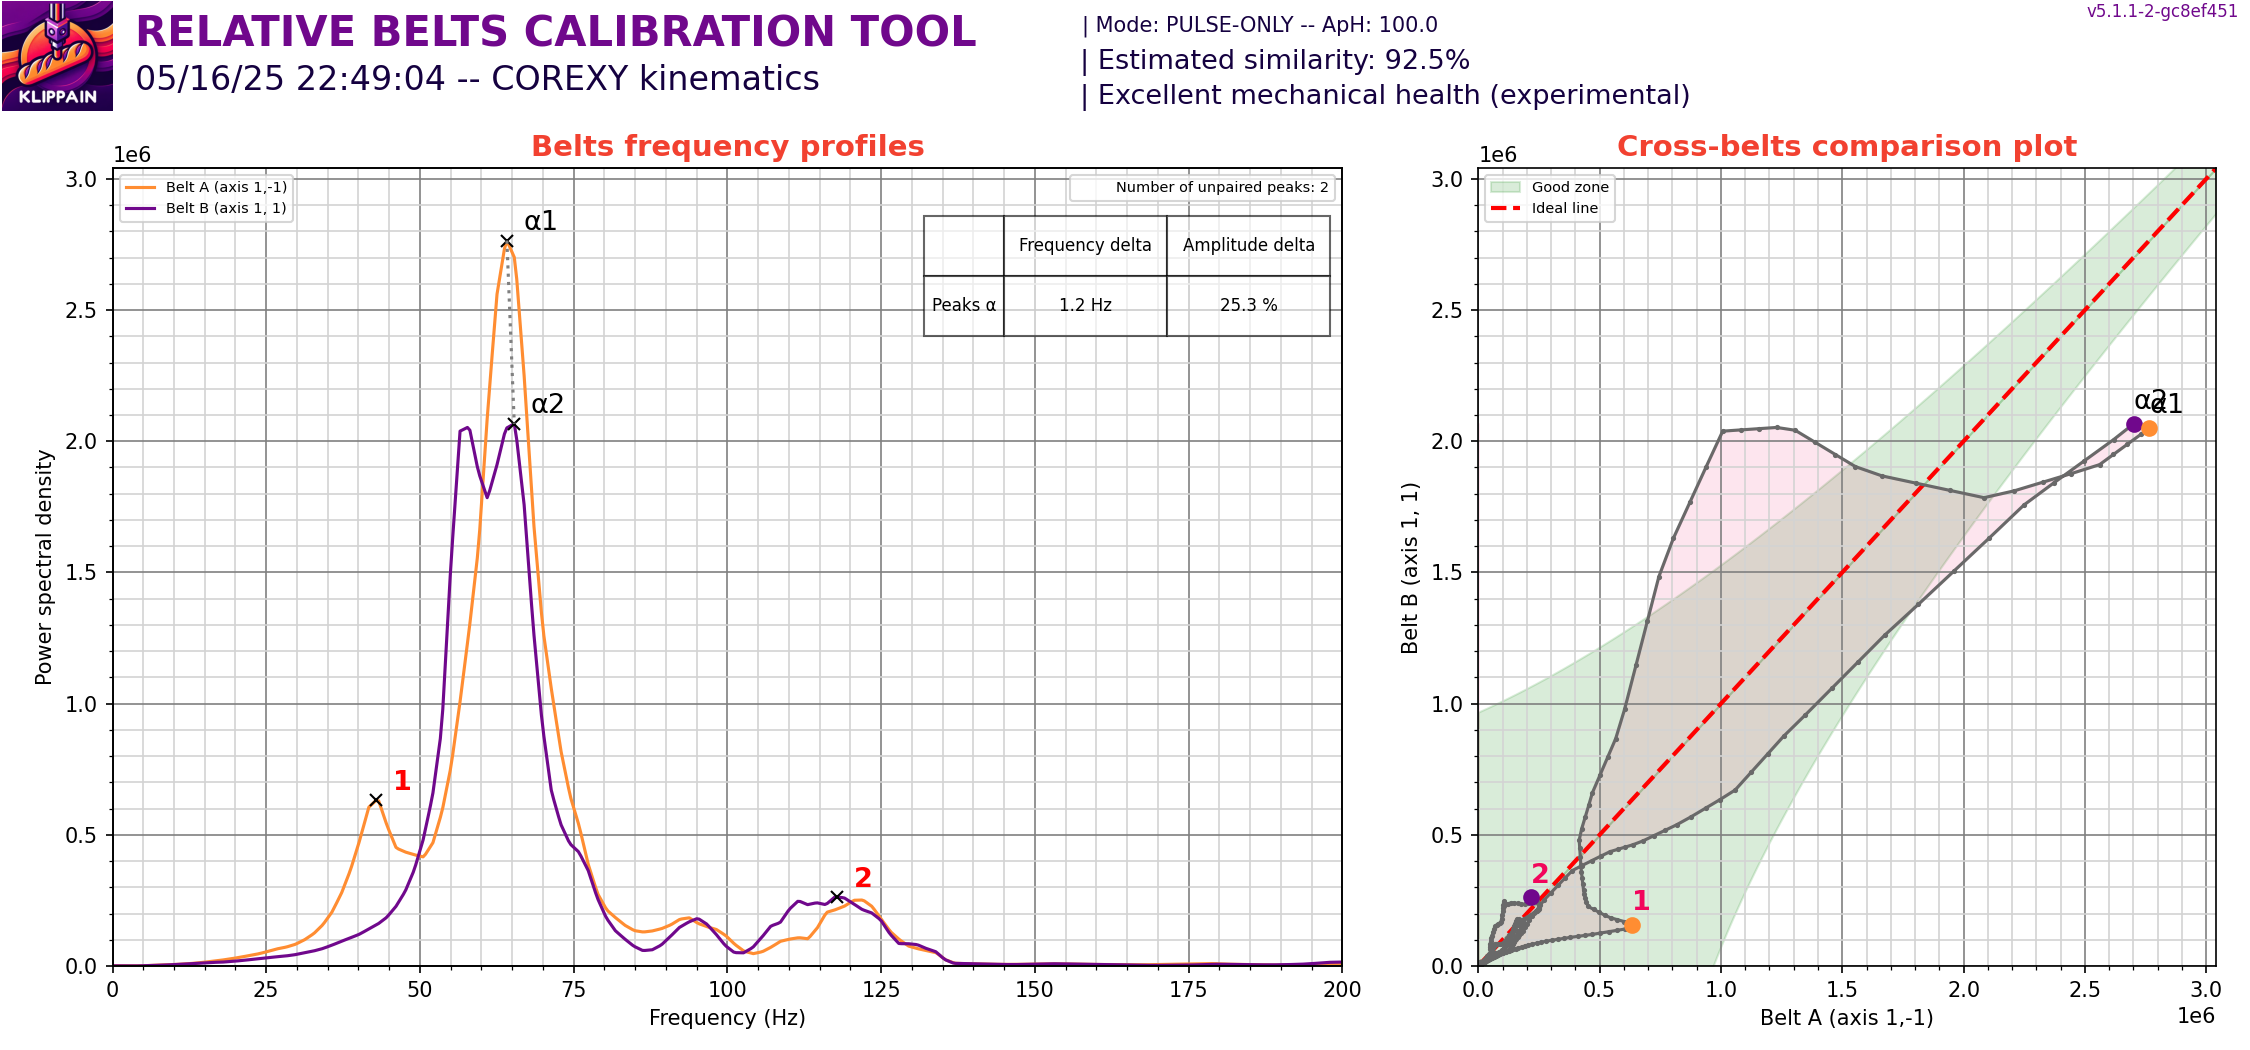 KLIPPAIN
RELATIVE BELTS CALIBRATION TOOL
05/16/25 22:49:04 -- COREXY kinematics
| Mode: PULSE-ONLY -- ApH: 100.0
| Estimated similarity: 92.5%
| Excellent mechanical health (experimental)
v5.1.1-2-gc8ef451
Belts frequency profiles
1e6
Belt A (axis 1,-1)
Belt B (axis 1, 1)
Number of unpaired peaks: 2
Frequency delta Amplitude delta
Peaks α 1.2 Hz 25.3 %
α1
α2
1
2
3.0
2.5
2.0
1.5
1.0
0.5
0.0
Power spectral density
0 25 50 75 100 125 150 175 200
Frequency (Hz)
Cross-belts comparison plot
1e6
Good zone
Ideal line
α2
α1
2
1
3.0
2.5
2.0
1.5
1.0
0.5
0.0
Belt B (axis 1, 1)
0.0 0.5 1.0 1.5 2.0 2.5 3.0
Belt A (axis 1,-1)
1e6